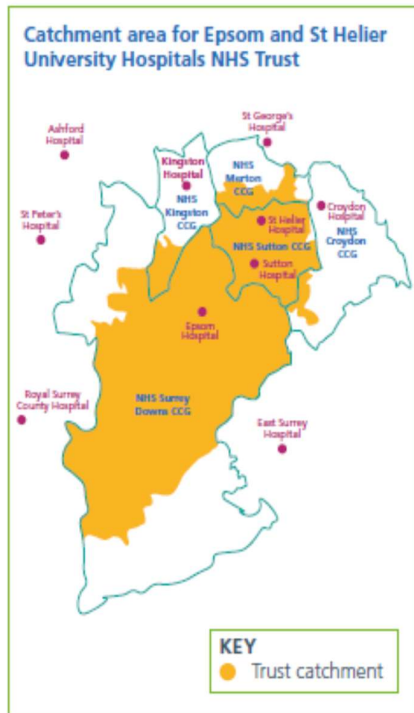 Catchment area for Epsom and St Helier
University Hospitals NHS Trust
St George's
Hospital
Ashford
Hospital
Kingston
Hospital
NHS
Merton
CCG
St Peter's
Hospital
NHS
Kingston
CCG
St Helier
Hospital
Croydon
Hospital
NHS
Croydon
CCG
NHS Sutton CCG
Sutton
Hospital
Epsom
Hospital
Royal Surrey
County Hospital
NHS Surrey
Downs CCG
East Surrey
Hospital
KEY
Trust catchment